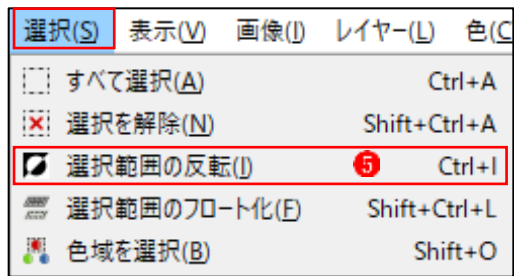 選択(S) 表示(V) 画像(I) レイヤー(L) 色(C
すべて選択(A) Ctrl+A
選択を解除(N) Shift+Ctrl+A
選択範囲の反転(I) 5 Ctrl+I
選択範囲のフロート化(F) Shift+Ctrl+L
色域を選択(B) Shift+O